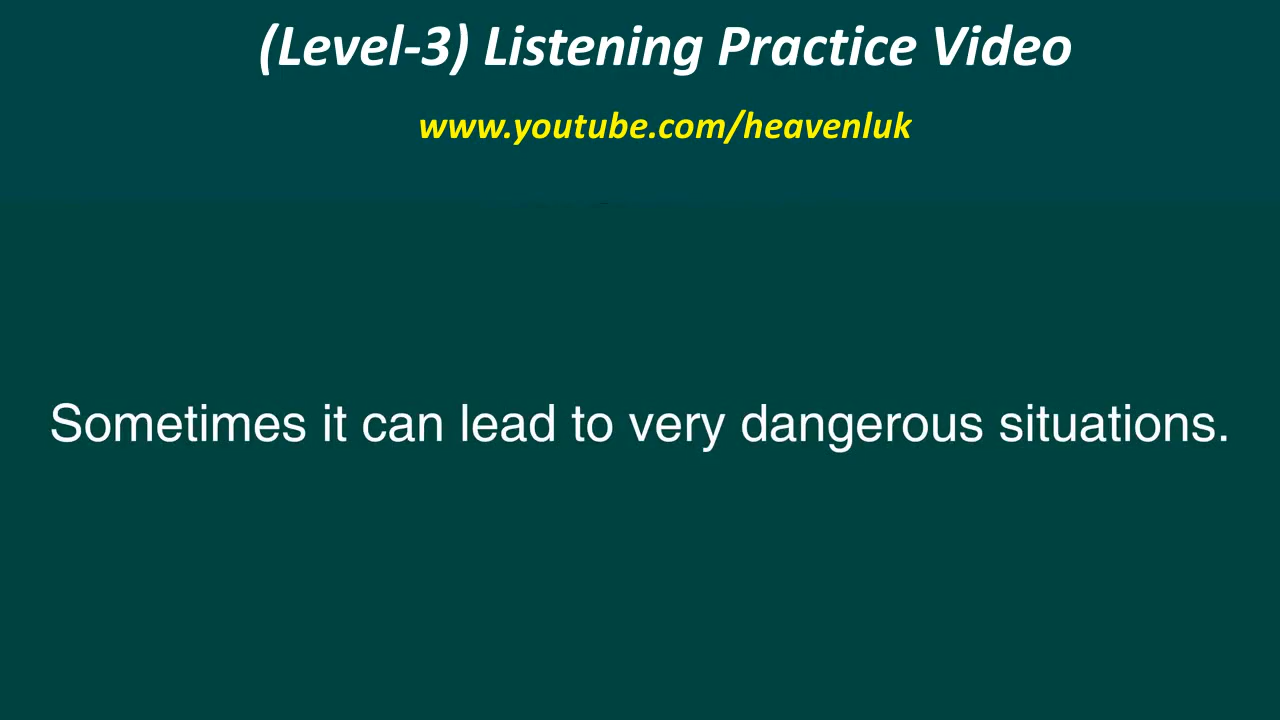 (Level-3) Listening Practice Video
www.youtube.com/heavenluk
Sometimes it can lead to very dangerous situations.